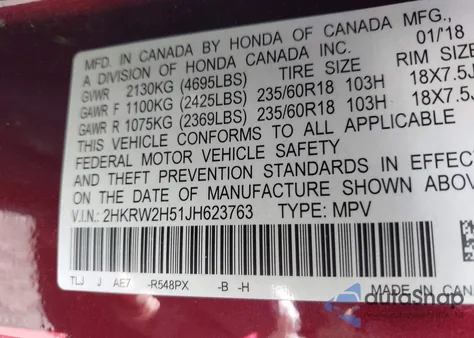 MFD. IN CANADA BY HONDA OF CANADA MFG.,
A DIVISION OF HONDA CANADA INC. 01/18
GVWR 2130KG (4695LBS) TIRE SIZE RIM SIZE
GAWR F 1100KG (2425LBS) 235/60R18 103H 18X7.5J
GAWR R 1075KG (2369LBS) 235/60R18 103H 18X7.5J
THIS VEHICLE CONFORMS TO ALL APPLICABLE
FEDERAL MOTOR VEHICLE SAFETY
AND THEFT PREVENTION STANDARDS IN EFFECT
ON THE DATE OF MANUFACTURE SHOWN ABOVE
V.I.N.: 2HKRW2H51JH623763 TYPE: MPV
TLJ J AE7 -R548PX -B -H MADE IN CAN
autoshop